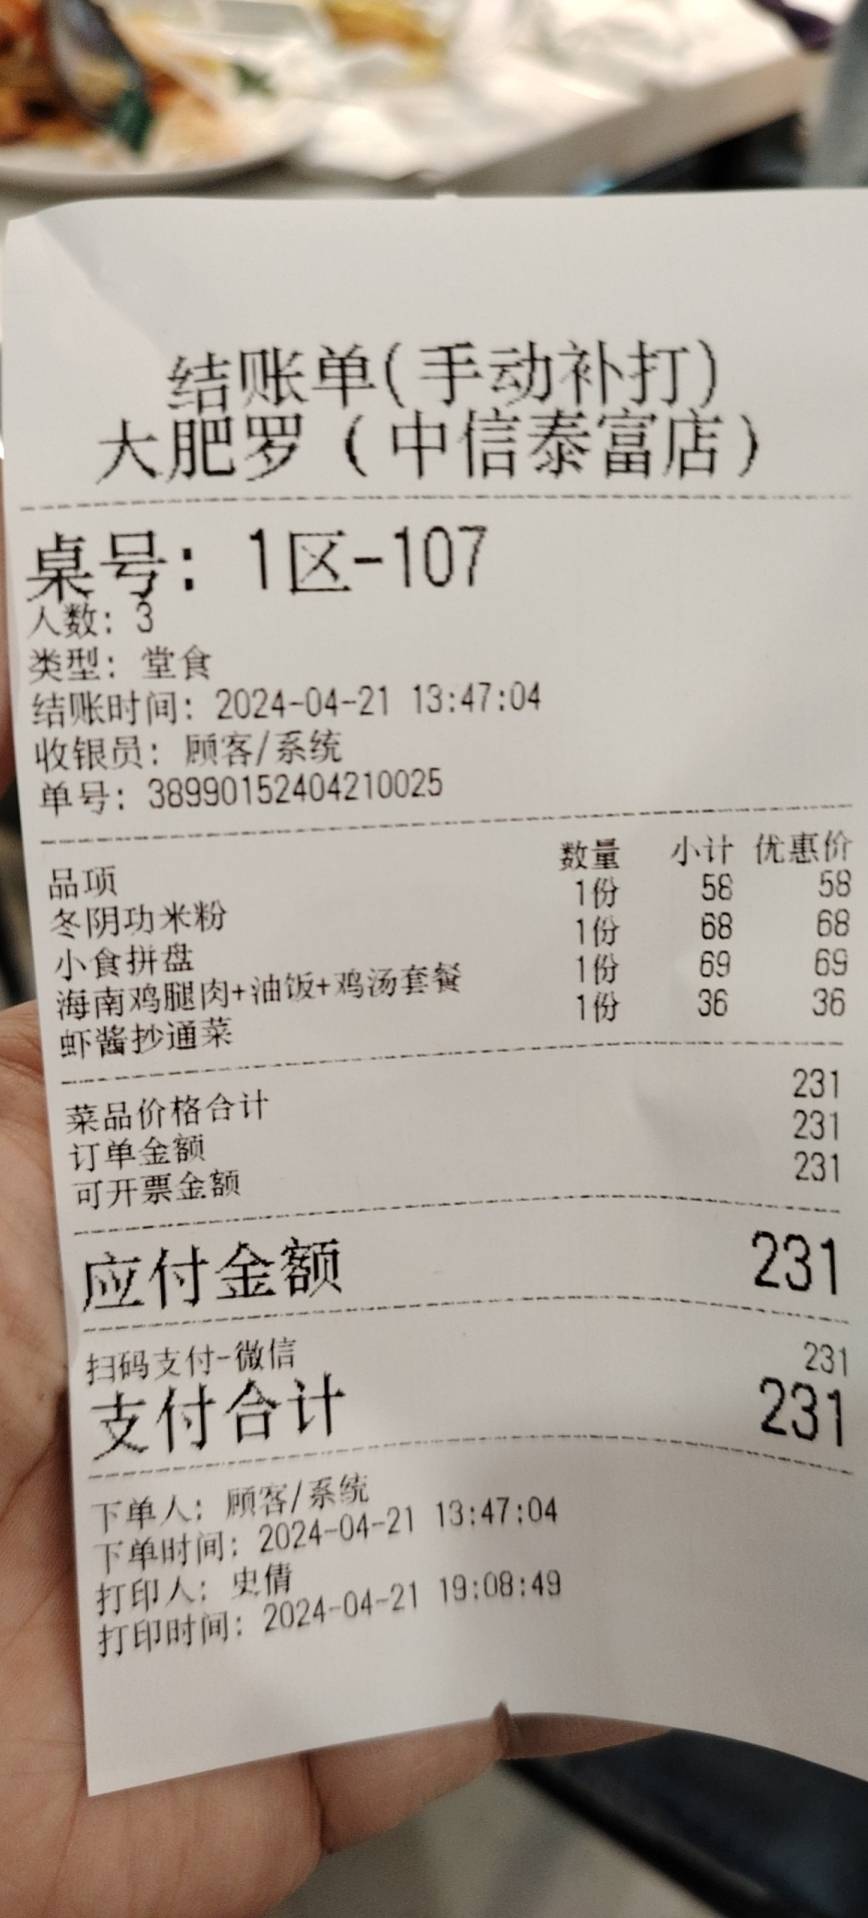 结账单(手动补打)
大肥罗（中信泰富店）
桌号: 1区-107
人数: 3
类型: 堂食
结账时间: 2024-04-21 13:47:04
收银员: 顾客/系统
单号: 38990152404210025
品项 数量 小计 优惠价
冬阴功米粉 1份 58 58
小食拼盘 1份 68 68
海南鸡腿肉+油饭+鸡汤套餐 1份 69 69
虾酱抄通菜 1份 36 36
菜品价格合计 231
订单金额 231
可开票金额 231
应付金额 231
扫码支付-微信 231
支付合计 231
下单人: 顾客/系统
下单时间: 2024-04-21 13:47:04
打印人: 史倩
打印时间: 2024-04-21 19:08:49